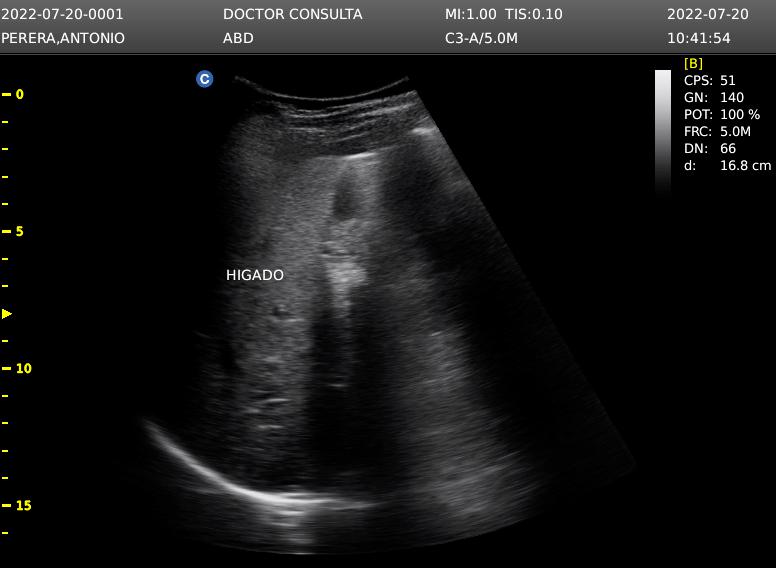 2022-07-20-0001 DOCTOR CONSULTA MI:1.00 TIS:0.10 2022-07-20
PERERA,ANTONIO ABD C3-A/5.0M 10:41:54
C
[B]
CPS: 51
GN: 140
POT: 100 %
FRC: 5.0M
DN: 66
d: 16.8 cm
0
5
HIGADO
10
15